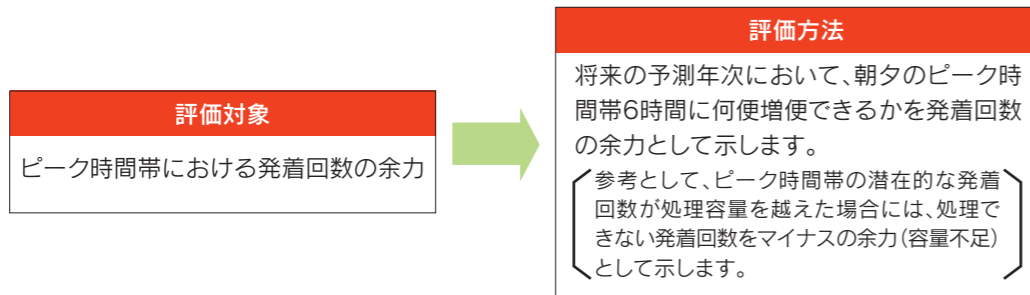 評価対象
ピーク時間帯における発着回数の余力
評価方法
将来の予測年次において、朝夕のピーク時
間帯6時間に何便増便できるかを発着回数
の余力として示します。
参考として、ピーク時間帯の潜在的な発着
回数が処理容量を越えた場合には、処理で
きない発着回数をマイナスの余力(容量不足)
として示します。